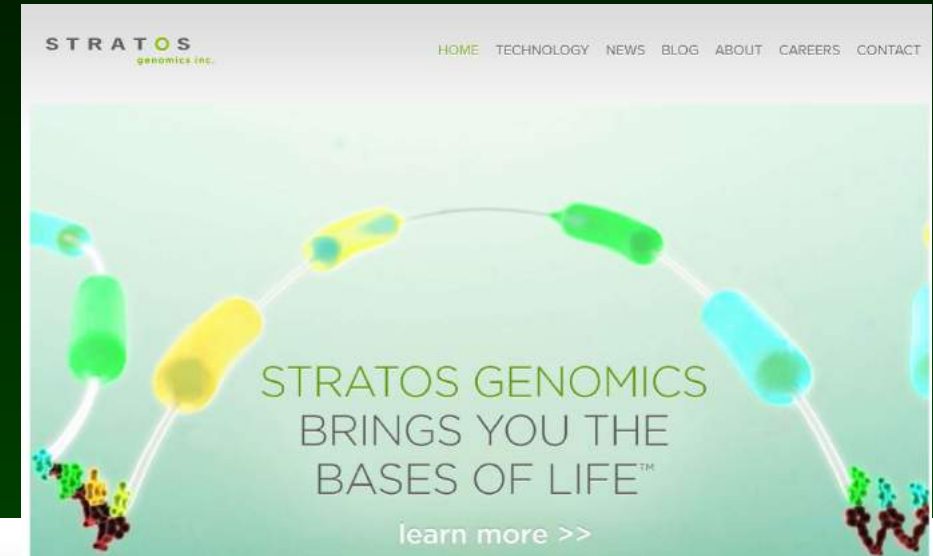 STRATOS
genomics inc.
HOME TECHNOLOGY NEWS BLOG ABOUT CAREERS CONTACT
STRATOS GENOMICS
BRINGS YOU THE
BASES OF LIFE™
learn more >>